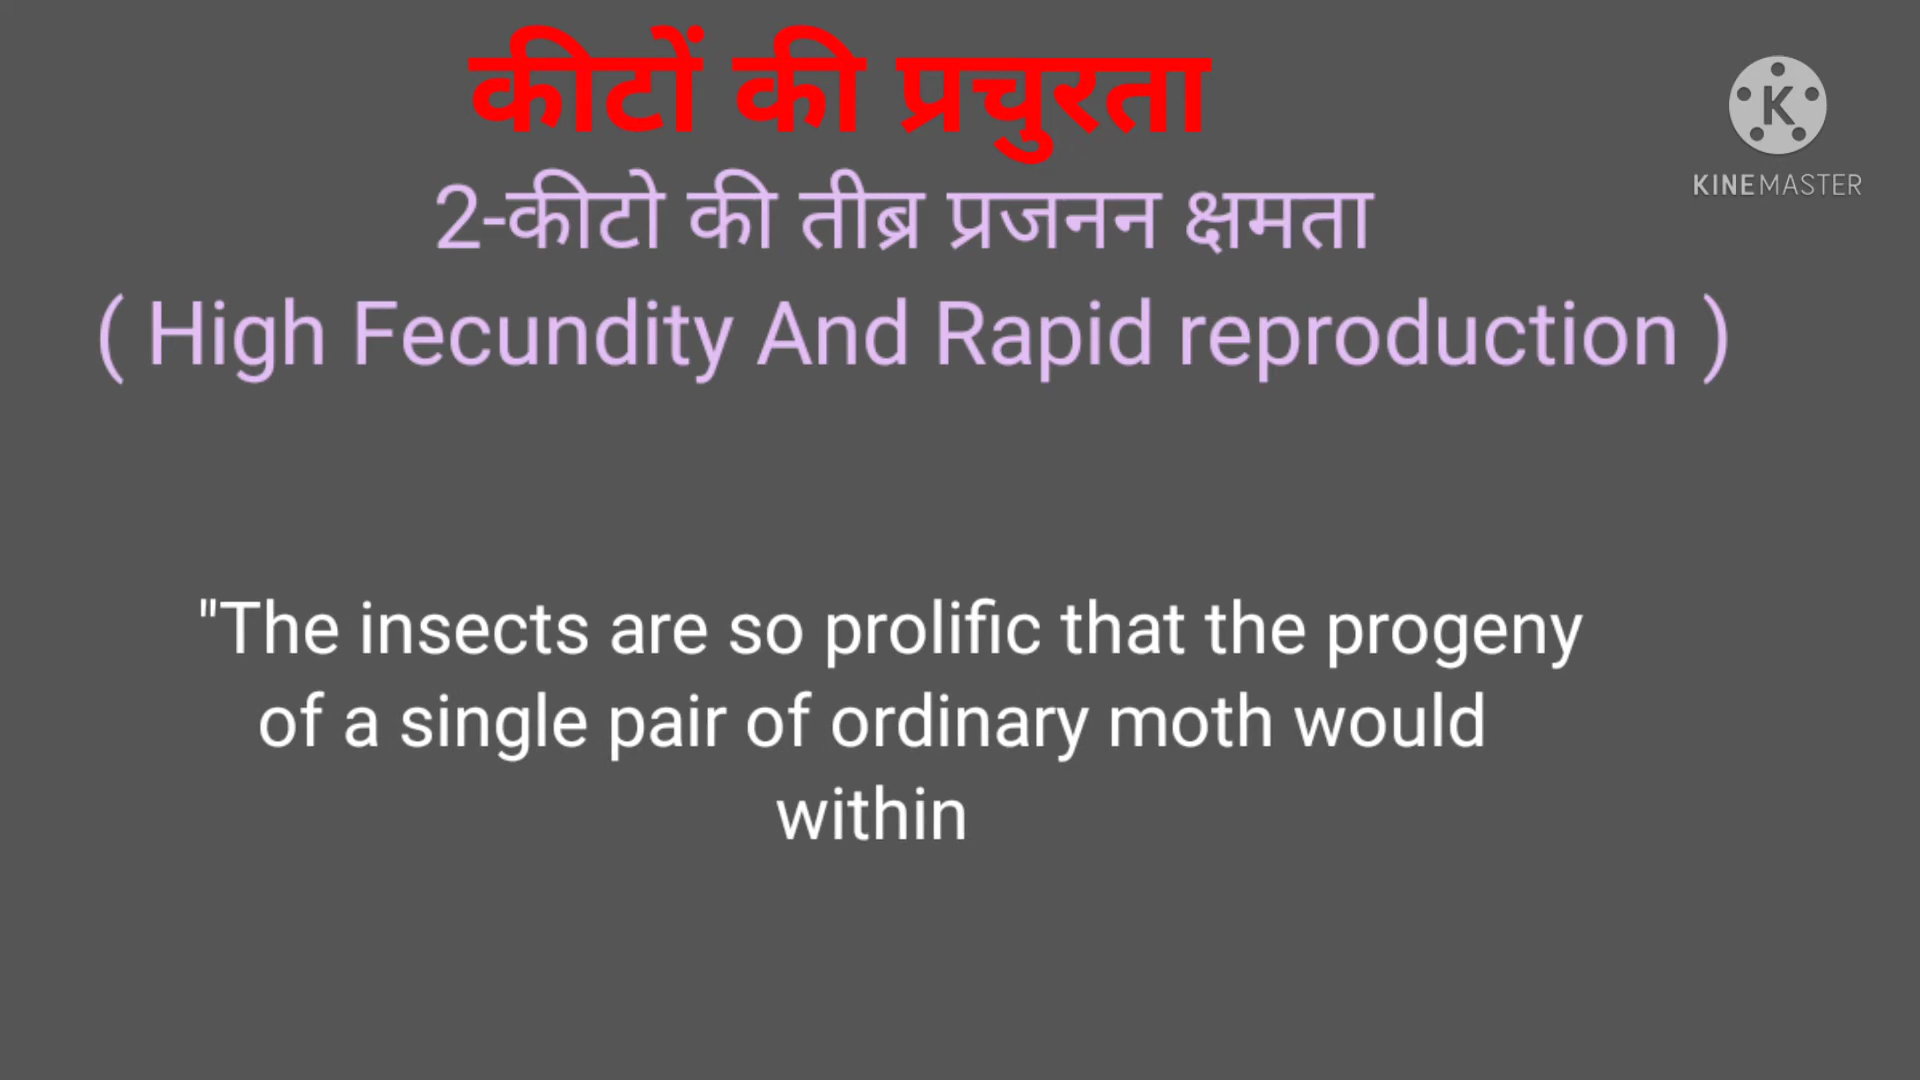 कीटों की प्रचुरता
2-कीटो की तीब्र प्रजनन क्षमता
( High Fecundity And Rapid reproduction )
"The insects are so prolific that the progeny
of a single pair of ordinary moth would
within
K
KINEMASTER